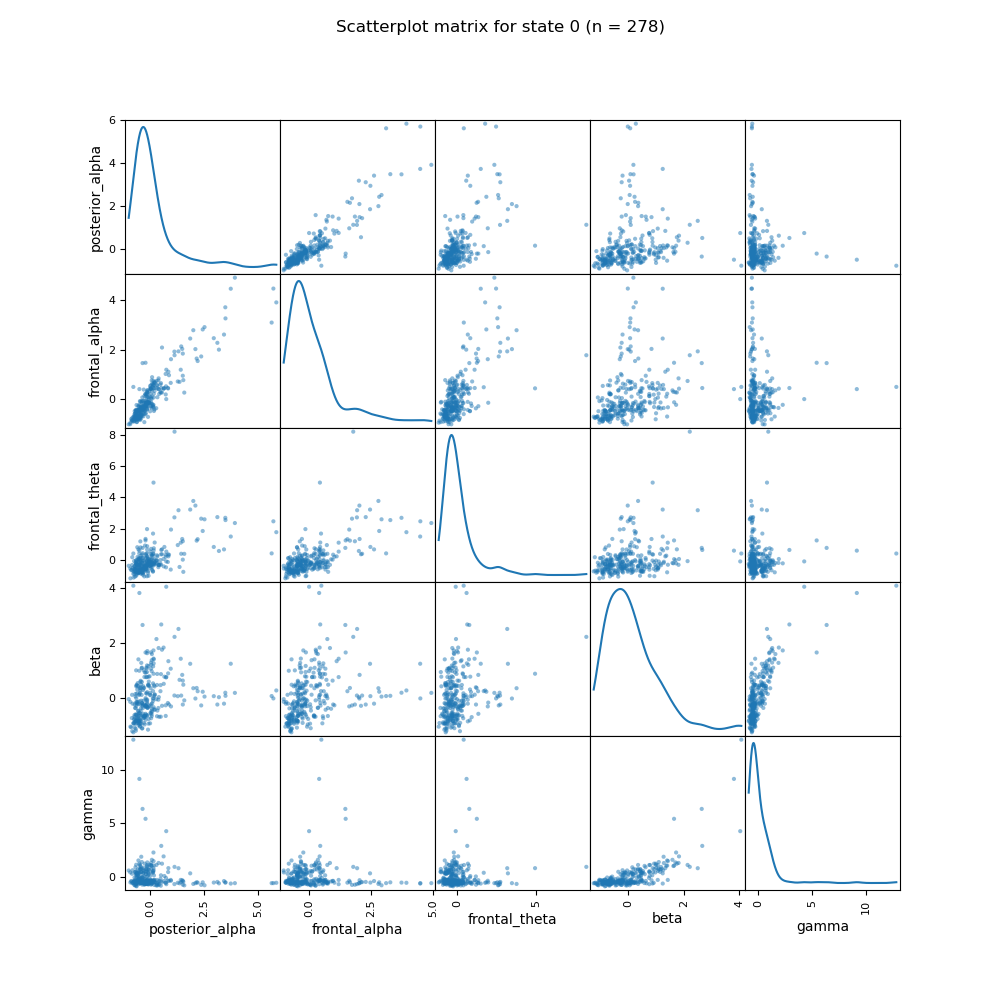 Scatterplot matrix for state 0 (n = 278)
posterior_alpha
6
4
2
0
frontal_alpha
4
2
0
frontal_theta
8
6
4
2
0
beta
4
2
0
gamma
10
5
0
0.0 2.5 5.0 0.0 2.5 5.0 0 5 0 2 4 0 5 10
posterior_alpha frontal_alpha frontal_theta beta gamma